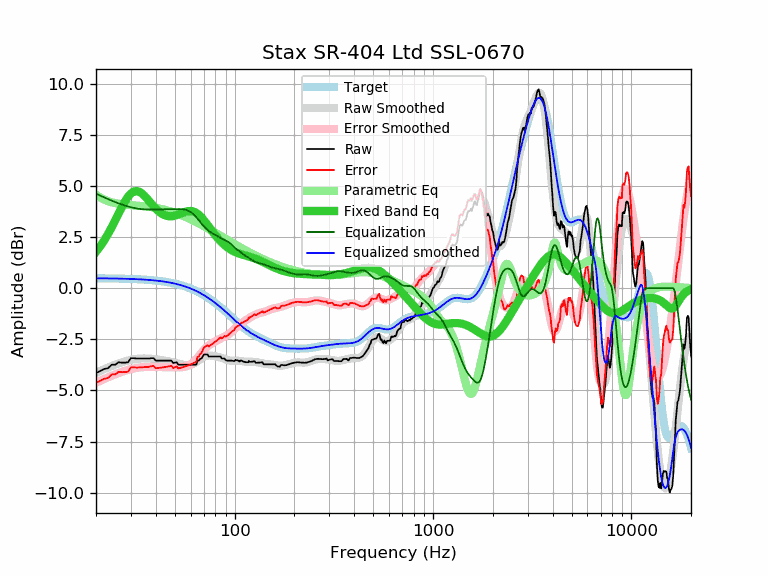 Stax SR-404 Ltd SSL-0670
Target
Raw Smoothed
Error Smoothed
Raw
Error
Parametric Eq
Fixed Band Eq
Equalization
Equalized smoothed
Amplitude (dBr)
10.0
7.5
5.0
2.5
0.0
−2.5
−5.0
−7.5
−10.0
100
1000
10000
Frequency (Hz)